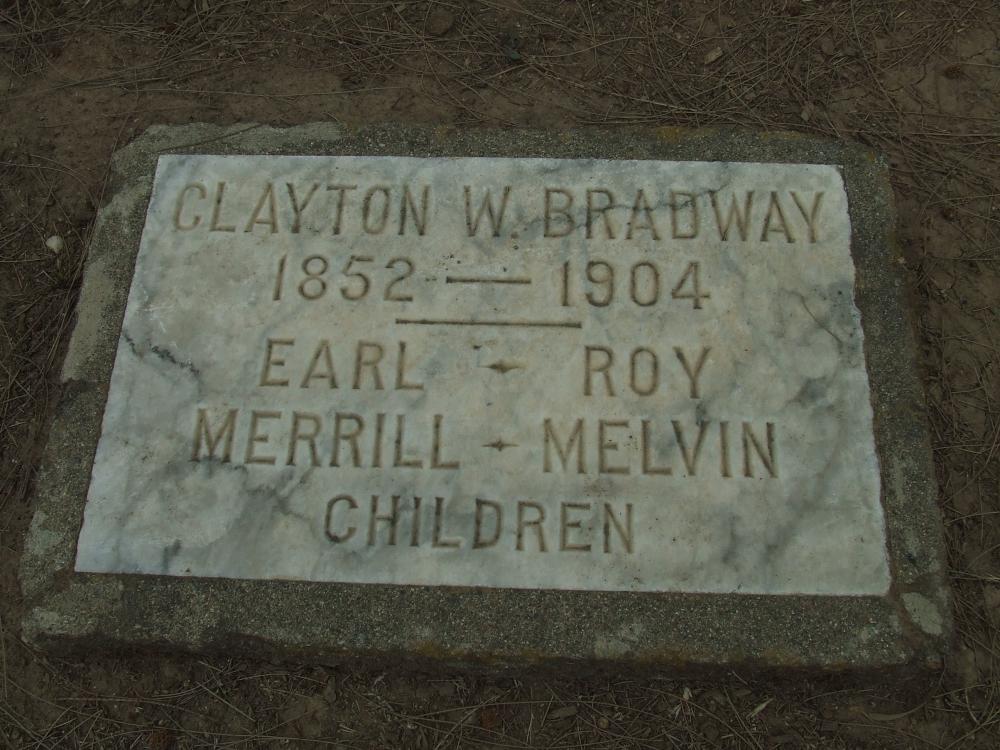 CLAYTON W. BRADWAY
1852 — 1904
EARL ✦ ROY
MERRILL ✦ MELVIN
CHILDREN